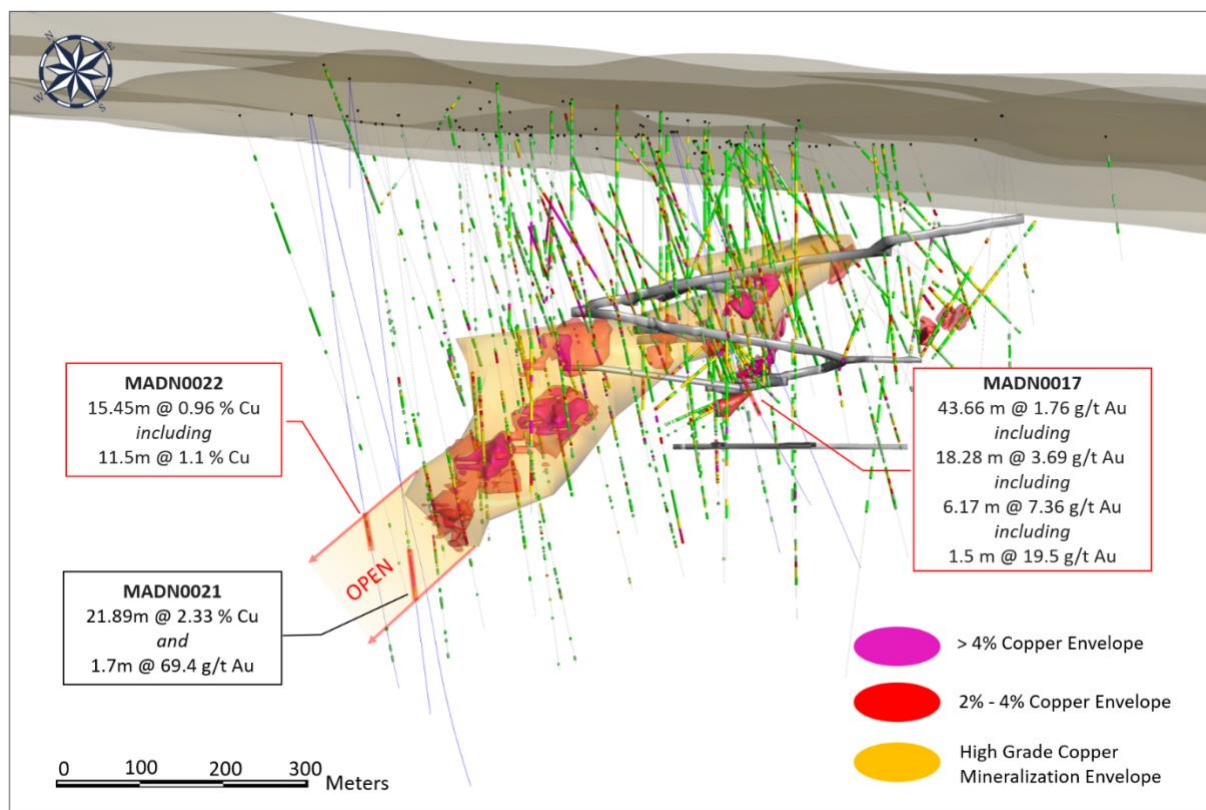 N
E
W
S
MADN0022
15.45m @ 0.96 % Cu
including
11.5m @ 1.1 % Cu
MADN0021
21.89m @ 2.33 % Cu
and
1.7m @ 69.4 g/t Au
OPEN
MADN0017
43.66 m @ 1.76 g/t Au
including
18.28 m @ 3.69 g/t Au
including
6.17 m @ 7.36 g/t Au
including
1.5 m @ 19.5 g/t Au
> 4% Copper Envelope
2% - 4% Copper Envelope
High Grade Copper
Mineralization Envelope
0 100 200 300 Meters